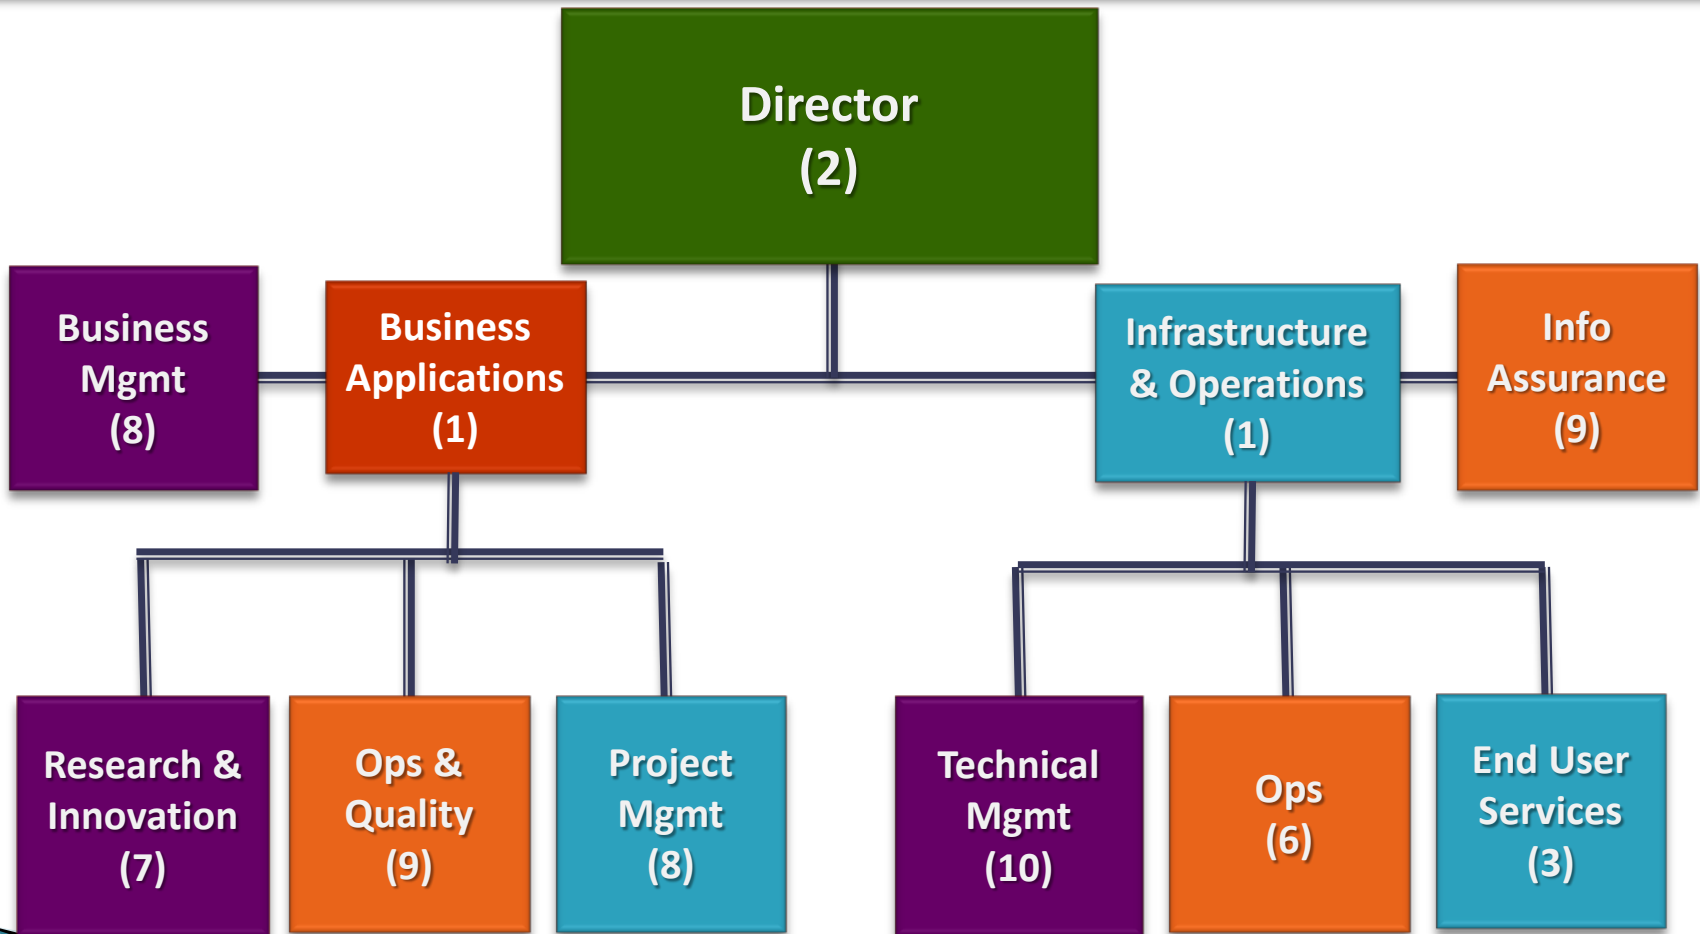 Director
(2)
Business
Mgmt
(8)
Business
Applications
(1)
Infrastructure
& Operations
(1)
Info
Assurance
(9)
Research &
Innovation
(7)
Ops &
Quality
(9)
Project
Mgmt
(8)
Technical
Mgmt
(10)
Ops
(6)
End User
Services
(3)